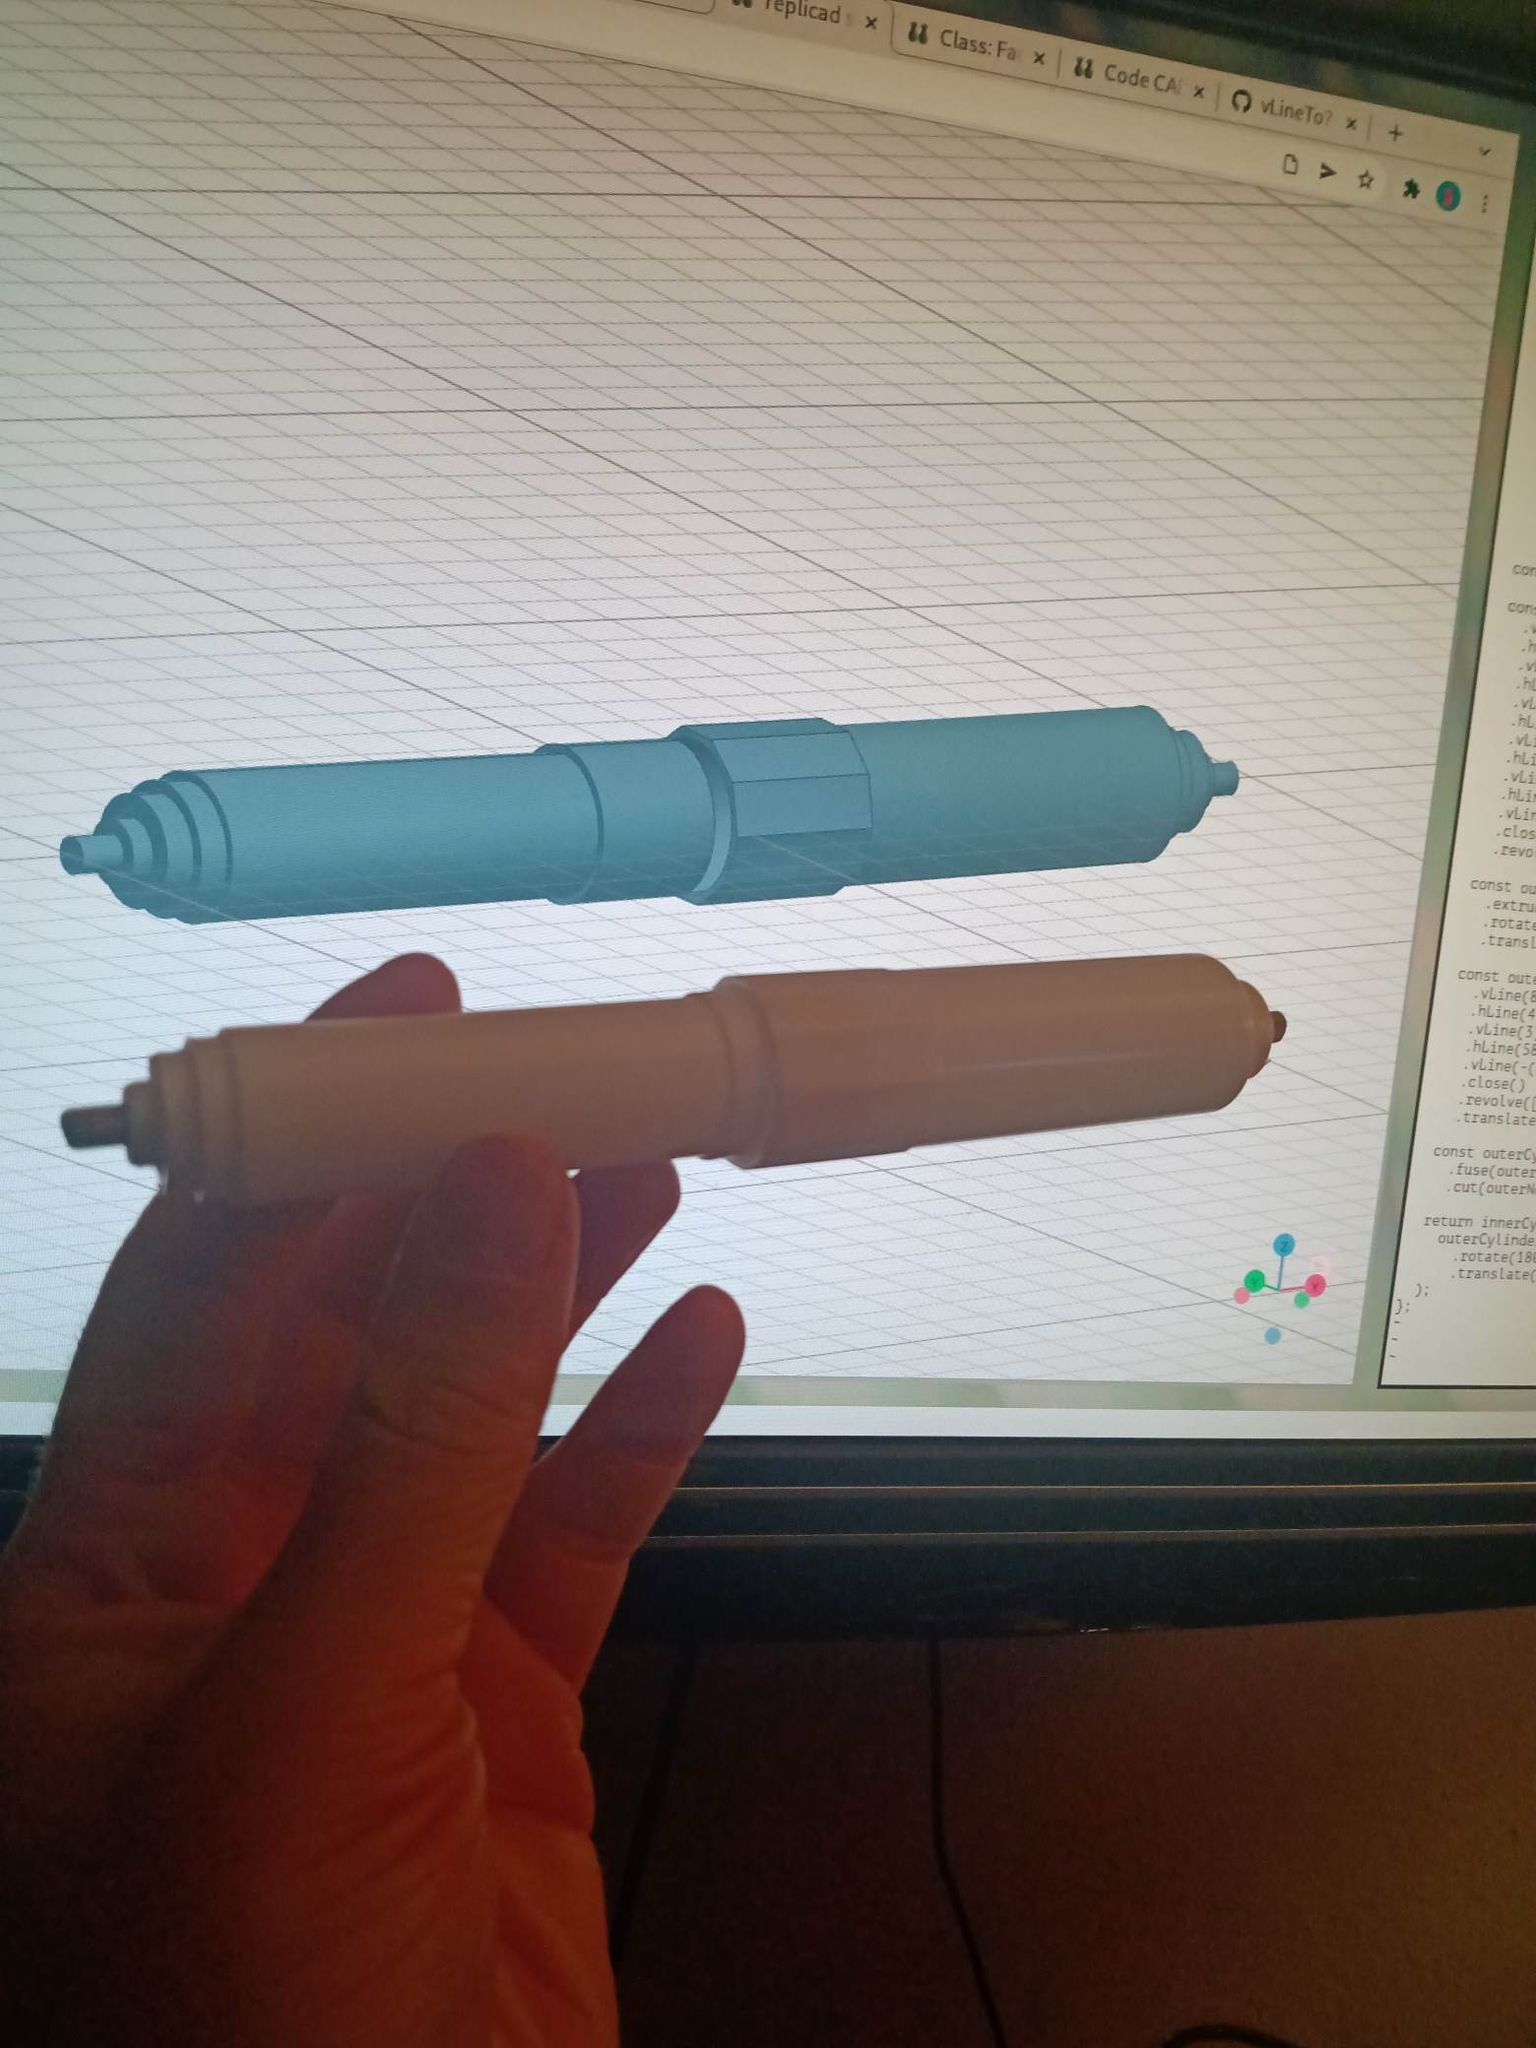 replicad
Class: Fa
Code CA
vLineTo?
con
cons
.v
.h
.v
.hL
.vL
.hL
.vLi
.hLi
.vLi
.hLin
.vLin
.clos
.revo
const ou
.extru
.rotate
.transl
const oute
.vLine(8
.hLine(4
.vLine(3
.hLine(58
.vLine(-(
.close()
.revolve([
.translate
const outerCy
.fuse(outer
.cut(outerN
return innerCy
outerCylinde
.rotate(180
.translate(
);
};
Z
Y
X